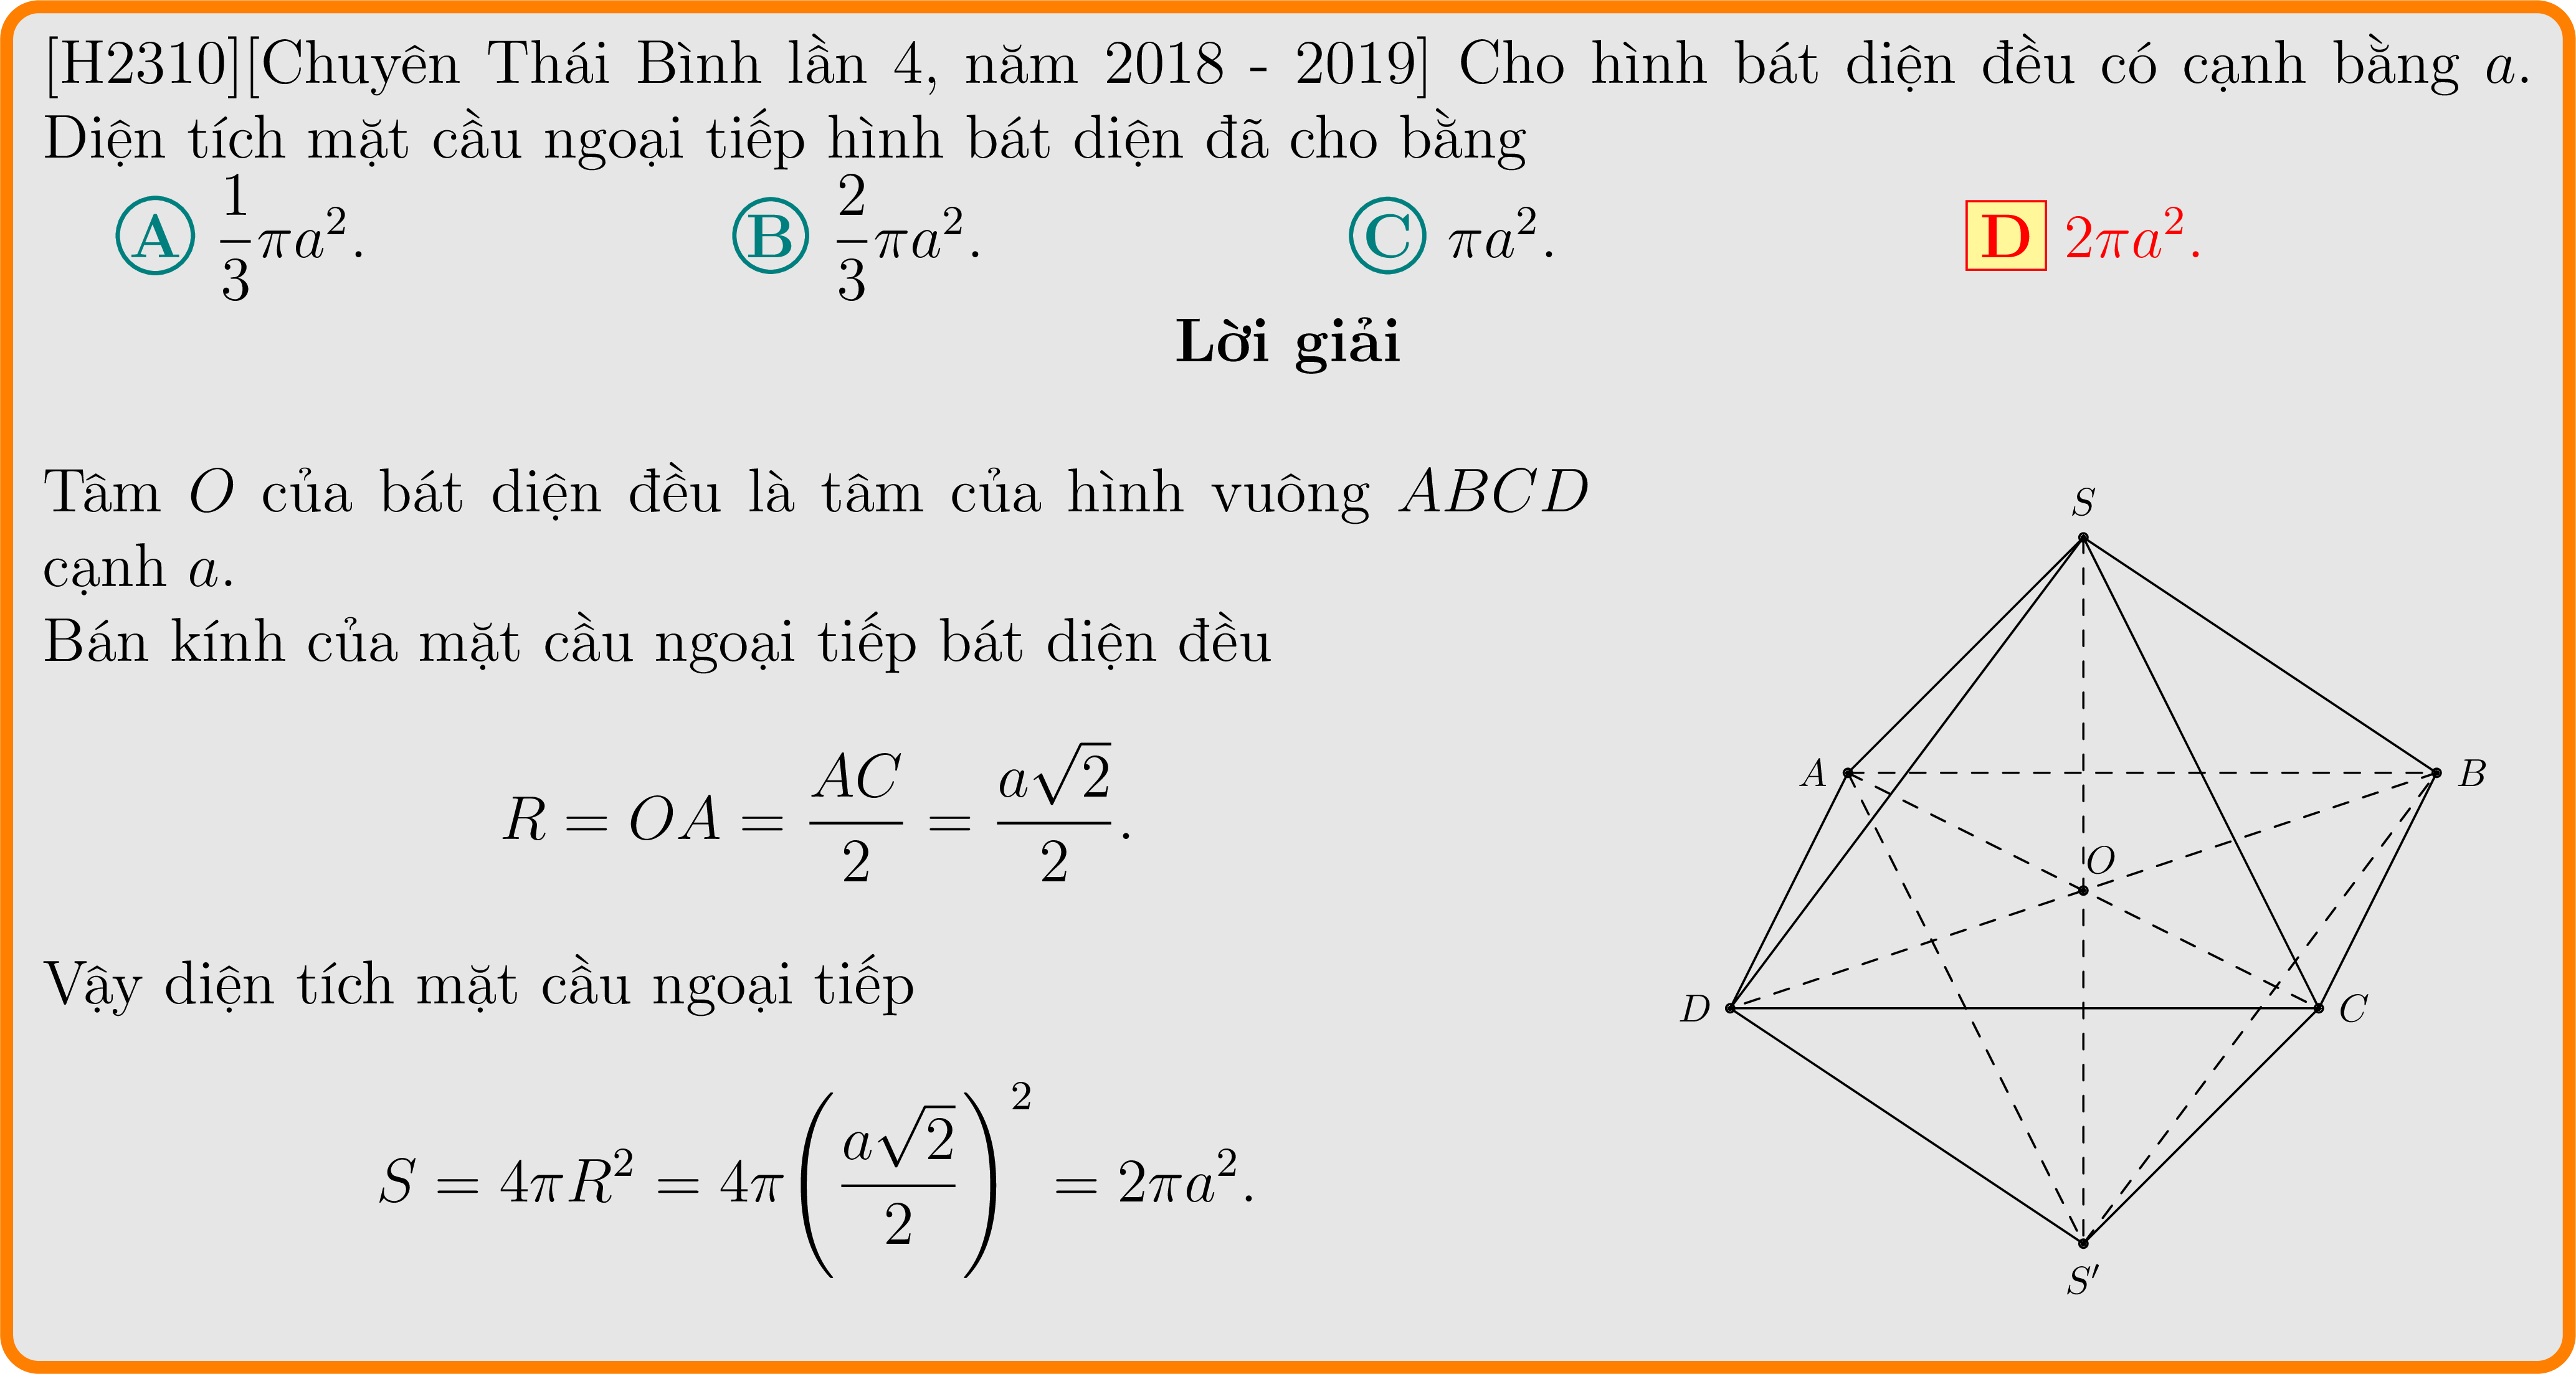 [H2310][Chuyên Thái Bình lần 4, năm 2018 - 2019] Cho hình bát diện đều có cạnh bằng a.
Diện tích mặt cầu ngoại tiếp hình bát diện đã cho bằng
A $\frac{1}{3}\pi a^2$. B $\frac{2}{3}\pi a^2$. C $\pi a^2$. D $2\pi a^2$.
Lời giải
Tâm O của bát diện đều là tâm của hình vuông ABCD
cạnh a.
Bán kính của mặt cầu ngoại tiếp bát diện đều
$R = OA = \frac{AC}{2} = \frac{a\sqrt{2}}{2}.$
Vậy diện tích mặt cầu ngoại tiếp
$S = 4\pi R^2 = 4\pi \left(\frac{a\sqrt{2}}{2}\right)^2 = 2\pi a^2.$
S
A
B
O
D
C
S′